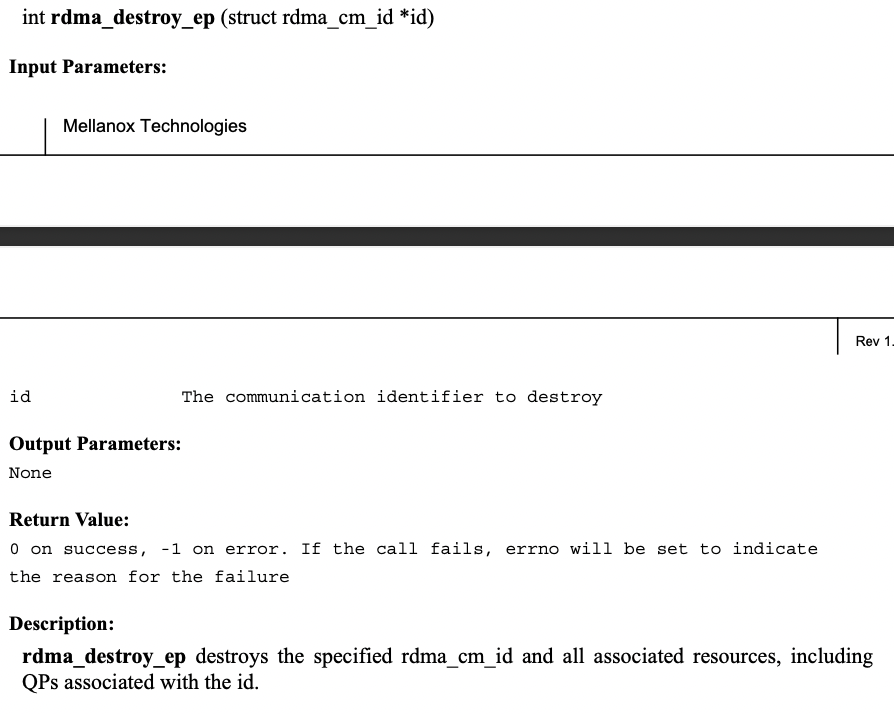 int rdma_destroy_ep (struct rdma_cm_id *id)
Input Parameters:
Mellanox Technologies
Rev 1.
id The communication identifier to destroy
Output Parameters:
None
Return Value:
0 on success, -1 on error. If the call fails, errno will be set to indicate
the reason for the failure
Description:
rdma_destroy_ep destroys the specified rdma_cm_id and all associated resources, including
QPs associated with the id.